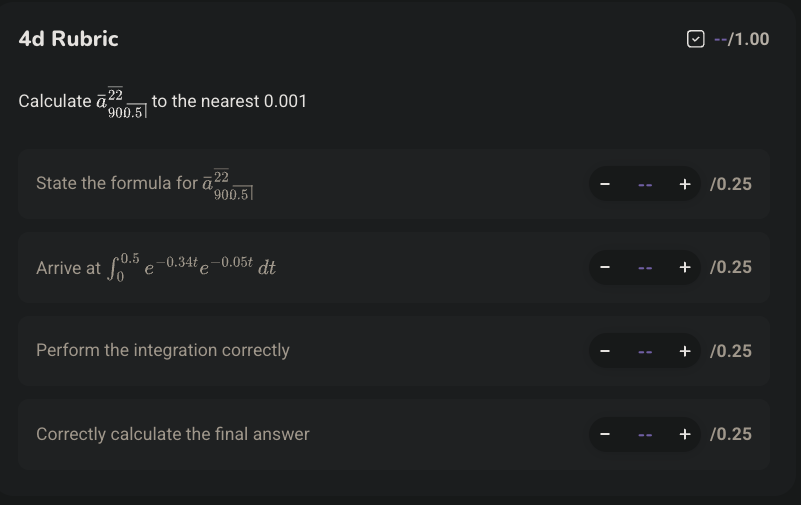 4d Rubric
--/1.00
Calculate $\bar{a}^{\overline{22}}_{90\overline{0.5|}}$ to the nearest 0.001
State the formula for $\bar{a}^{\overline{22}}_{90\overline{0.5|}}$ − -- + /0.25
Arrive at $\int_0^{0.5} e^{-0.34t} e^{-0.05t} \, dt$ − -- + /0.25
Perform the integration correctly − -- + /0.25
Correctly calculate the final answer − -- + /0.25